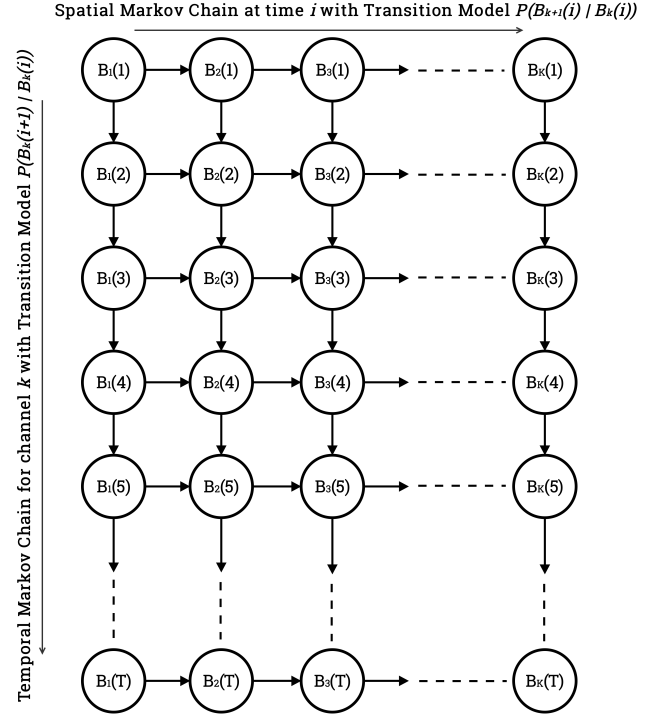 Spatial Markov Chain at time i with Transition Model P(Bₖ₊₁(i) | Bₖ(i))
Temporal Markov Chain for channel k with Transition Model P(Bₖ(i+1) | Bₖ(i))
B₁(1) B₂(1) B₃(1) Bₖ(1)
B₁(2) B₂(2) B₃(2) Bₖ(2)
B₁(3) B₂(3) B₃(3) Bₖ(3)
B₁(4) B₂(4) B₃(4) Bₖ(4)
B₁(5) B₂(5) B₃(5) Bₖ(5)
B₁(T) B₂(T) B₃(T) Bₖ(T)